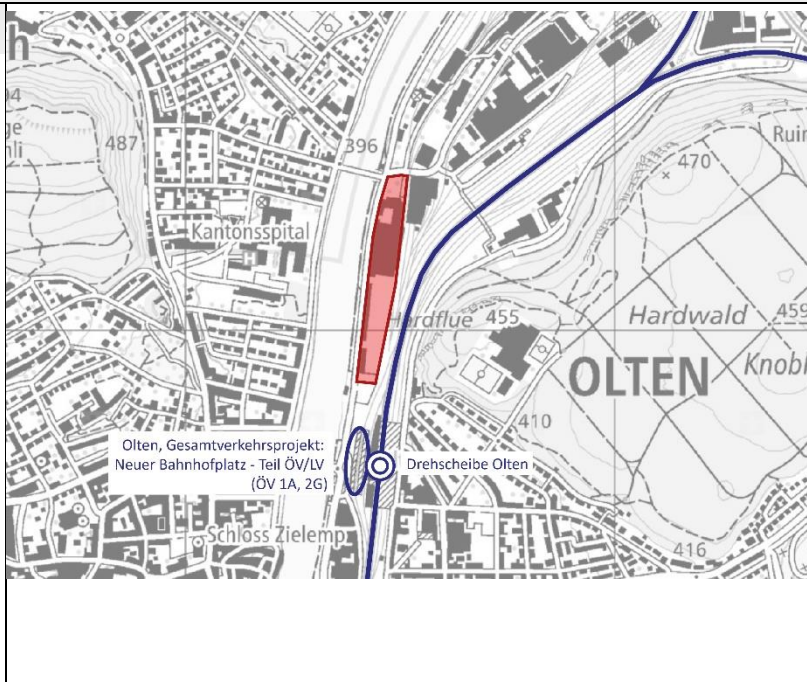 487
396
470
Kantonsspital
Hardflue
455
Hardwald
459
OLTEN
410
Olten, Gesamtverkehrsprojekt:
Neuer Bahnhofplatz - Teil ÖV/LV
(ÖV 1A, 2G)
Drehscheibe Olten
Schloss Zielemp
416